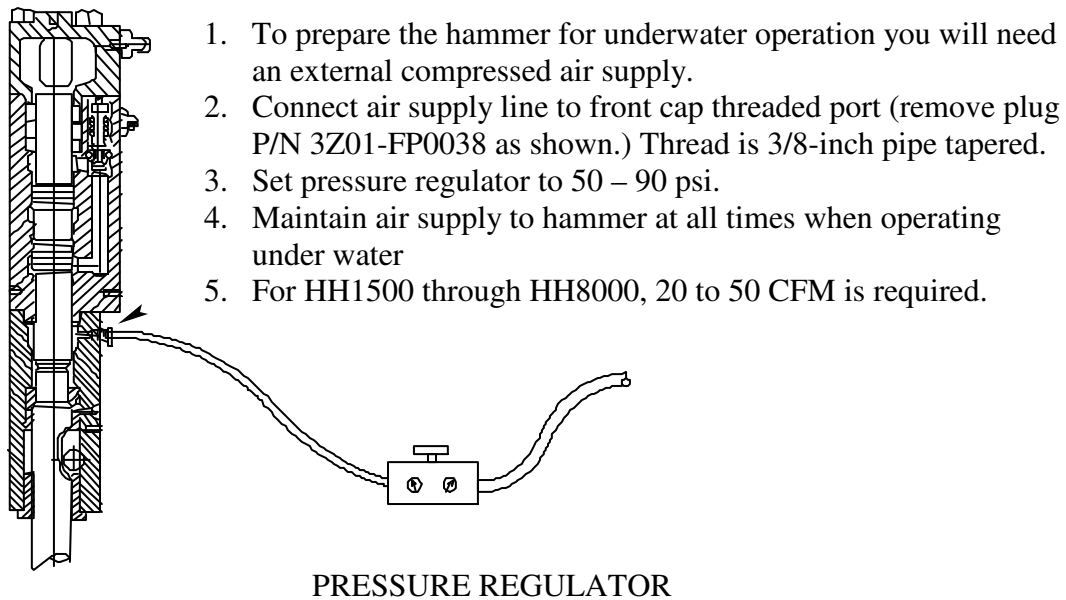 1. To prepare the hammer for underwater operation you will need
an external compressed air supply.
2. Connect air supply line to front cap threaded port (remove plug
P/N 3Z01-FP0038 as shown.) Thread is 3/8-inch pipe tapered.
3. Set pressure regulator to 50 – 90 psi.
4. Maintain air supply to hammer at all times when operating
under water
5. For HH1500 through HH8000, 20 to 50 CFM is required.
PRESSURE REGULATOR